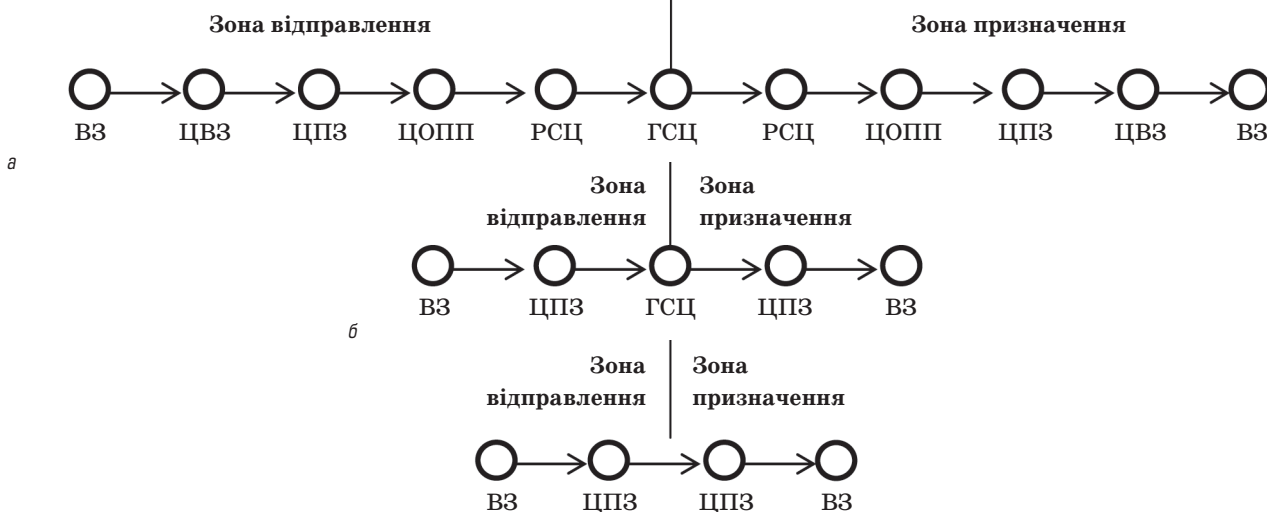 Зона відправлення Зона призначення
ВЗ ЦВЗ ЦПЗ ЦОПП РСЦ ГСЦ РСЦ ЦОПП ЦПЗ ЦВЗ ВЗ
а
Зона Зона
відправлення призначення
ВЗ ЦПЗ ГСЦ ЦПЗ ВЗ
б
Зона Зона
відправлення призначення
ВЗ ЦПЗ ЦПЗ ВЗ